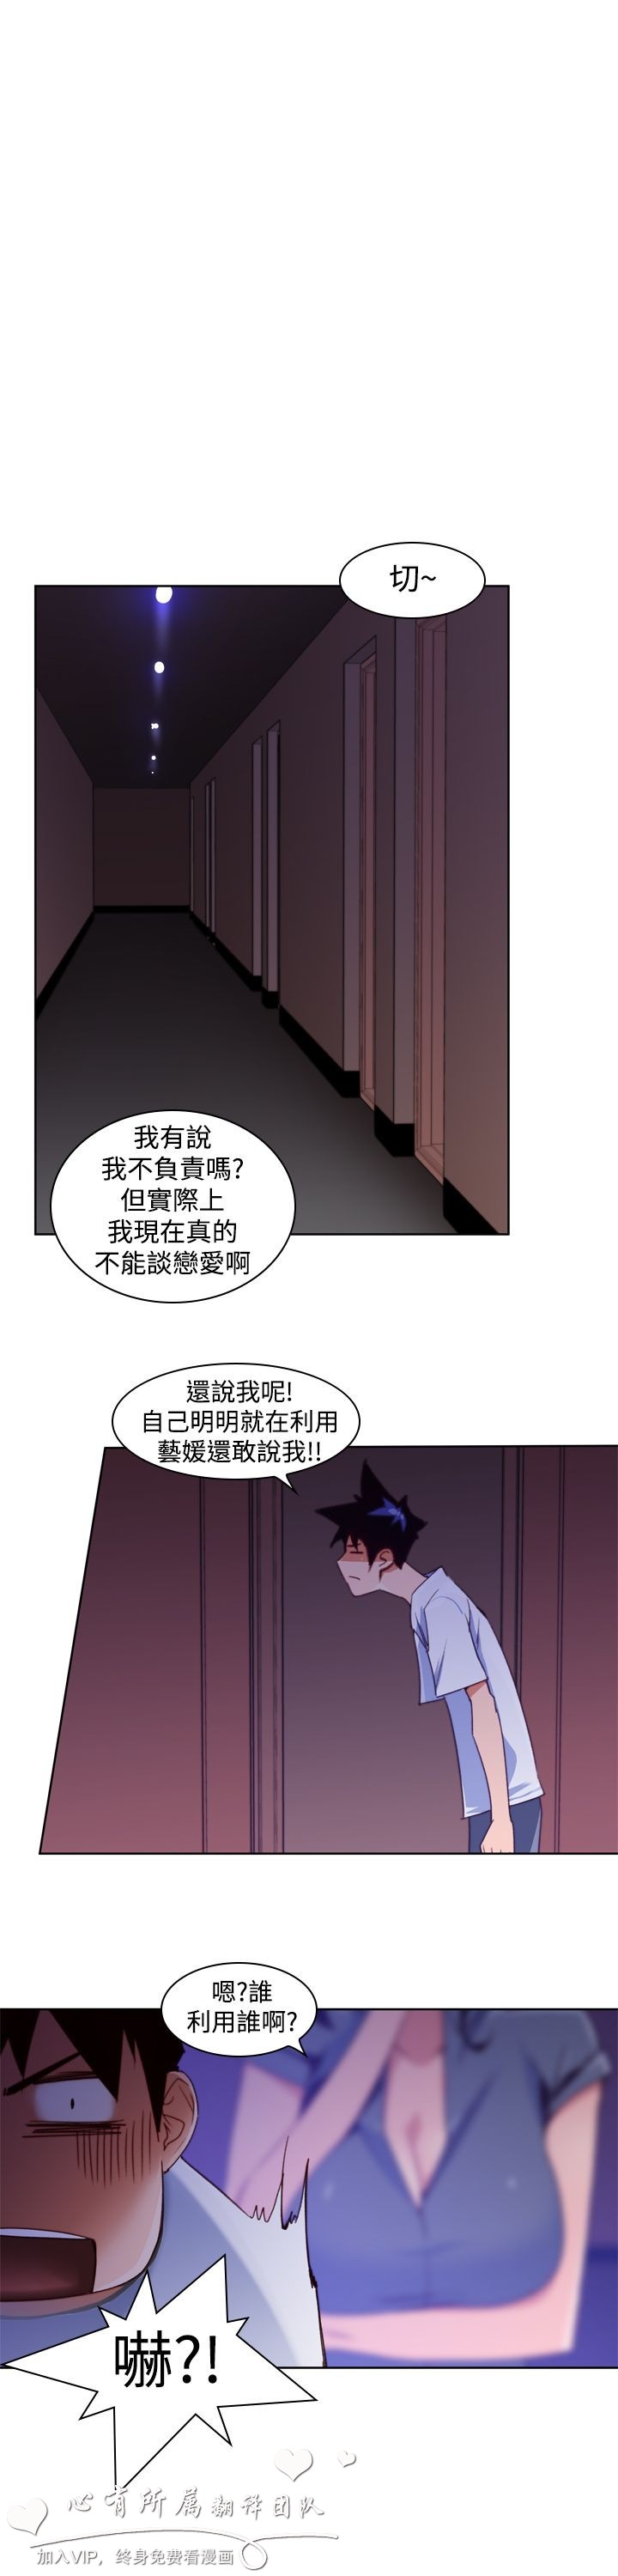 切~
我有說
我不負責嗎?
但實際上
我現在真的
不能談戀愛啊
還說我呢!
自己明明就在利用
藝媛還敢說我!!
嗯?誰
利用誰啊?
嚇?!
心有所属翻译团队
加入VIP，终身免费看漫画